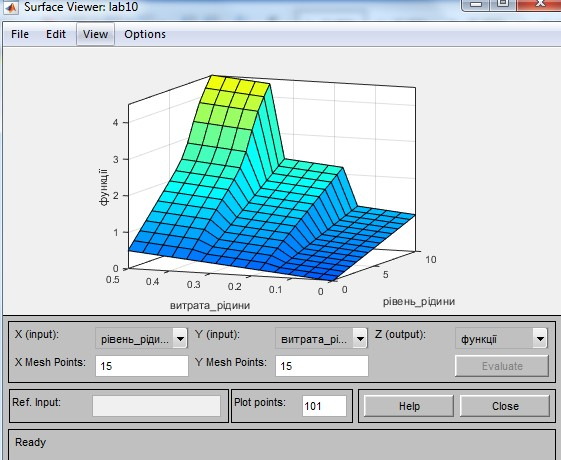 Surface Viewer: lab10
File Edit View Options
4
3
2
1
0
функції
0.5 0.4 0.3 0.2 0.1 0
витрата_рідини
0 5 10
рівень_рідини
X (input): рівень_ріди... Y (input): витрата_рі... Z (output): функції
X Mesh Points: 15 Y Mesh Points: 15 Evaluate
Ref. Input: Plot points: 101 Help Close
Ready